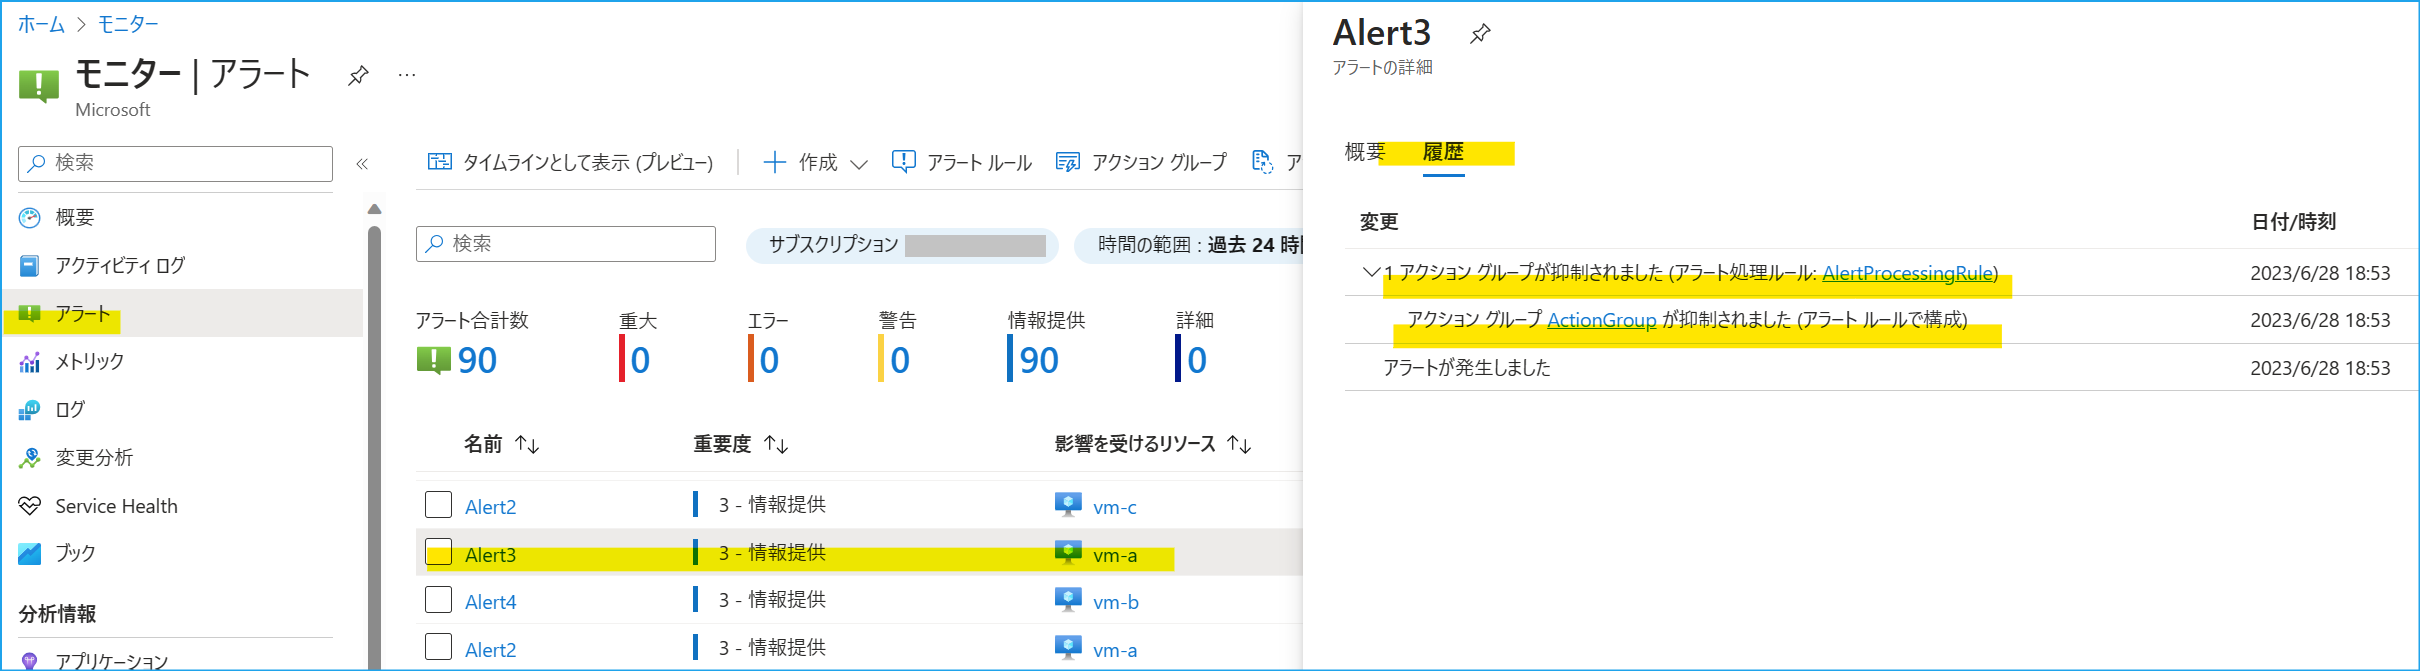 ホーム > モニター
モニター | アラート ...
Microsoft
検索 «
概要
アクティビティ ログ
アラート
メトリック
ログ
変更分析
Service Health
ブック
分析情報
アプリケーション
タイムラインとして表示 (プレビュー) | + 作成 アラート ルール アクション グループ ア
検索 サブスクリプション 時間の範囲 : 過去 24 時間
アラート合計数 重大 エラー 警告 情報提供 詳細
90 0 0 0 90 0
名前 ↑↓ 重要度 ↑↓ 影響を受けるリソース ↑↓
Alert2 3 - 情報提供 vm-c
Alert3 3 - 情報提供 vm-a
Alert4 3 - 情報提供 vm-b
Alert2 3 - 情報提供 vm-a
Alert3
アラートの詳細
概要 履歴
変更 日付/時刻
1 アクション グループが抑制されました (アラート処理ルール: AlertProcessingRule) 2023/6/28 18:53
アクション グループ ActionGroup が抑制されました (アラート ルールで構成) 2023/6/28 18:53
アラートが発生しました 2023/6/28 18:53